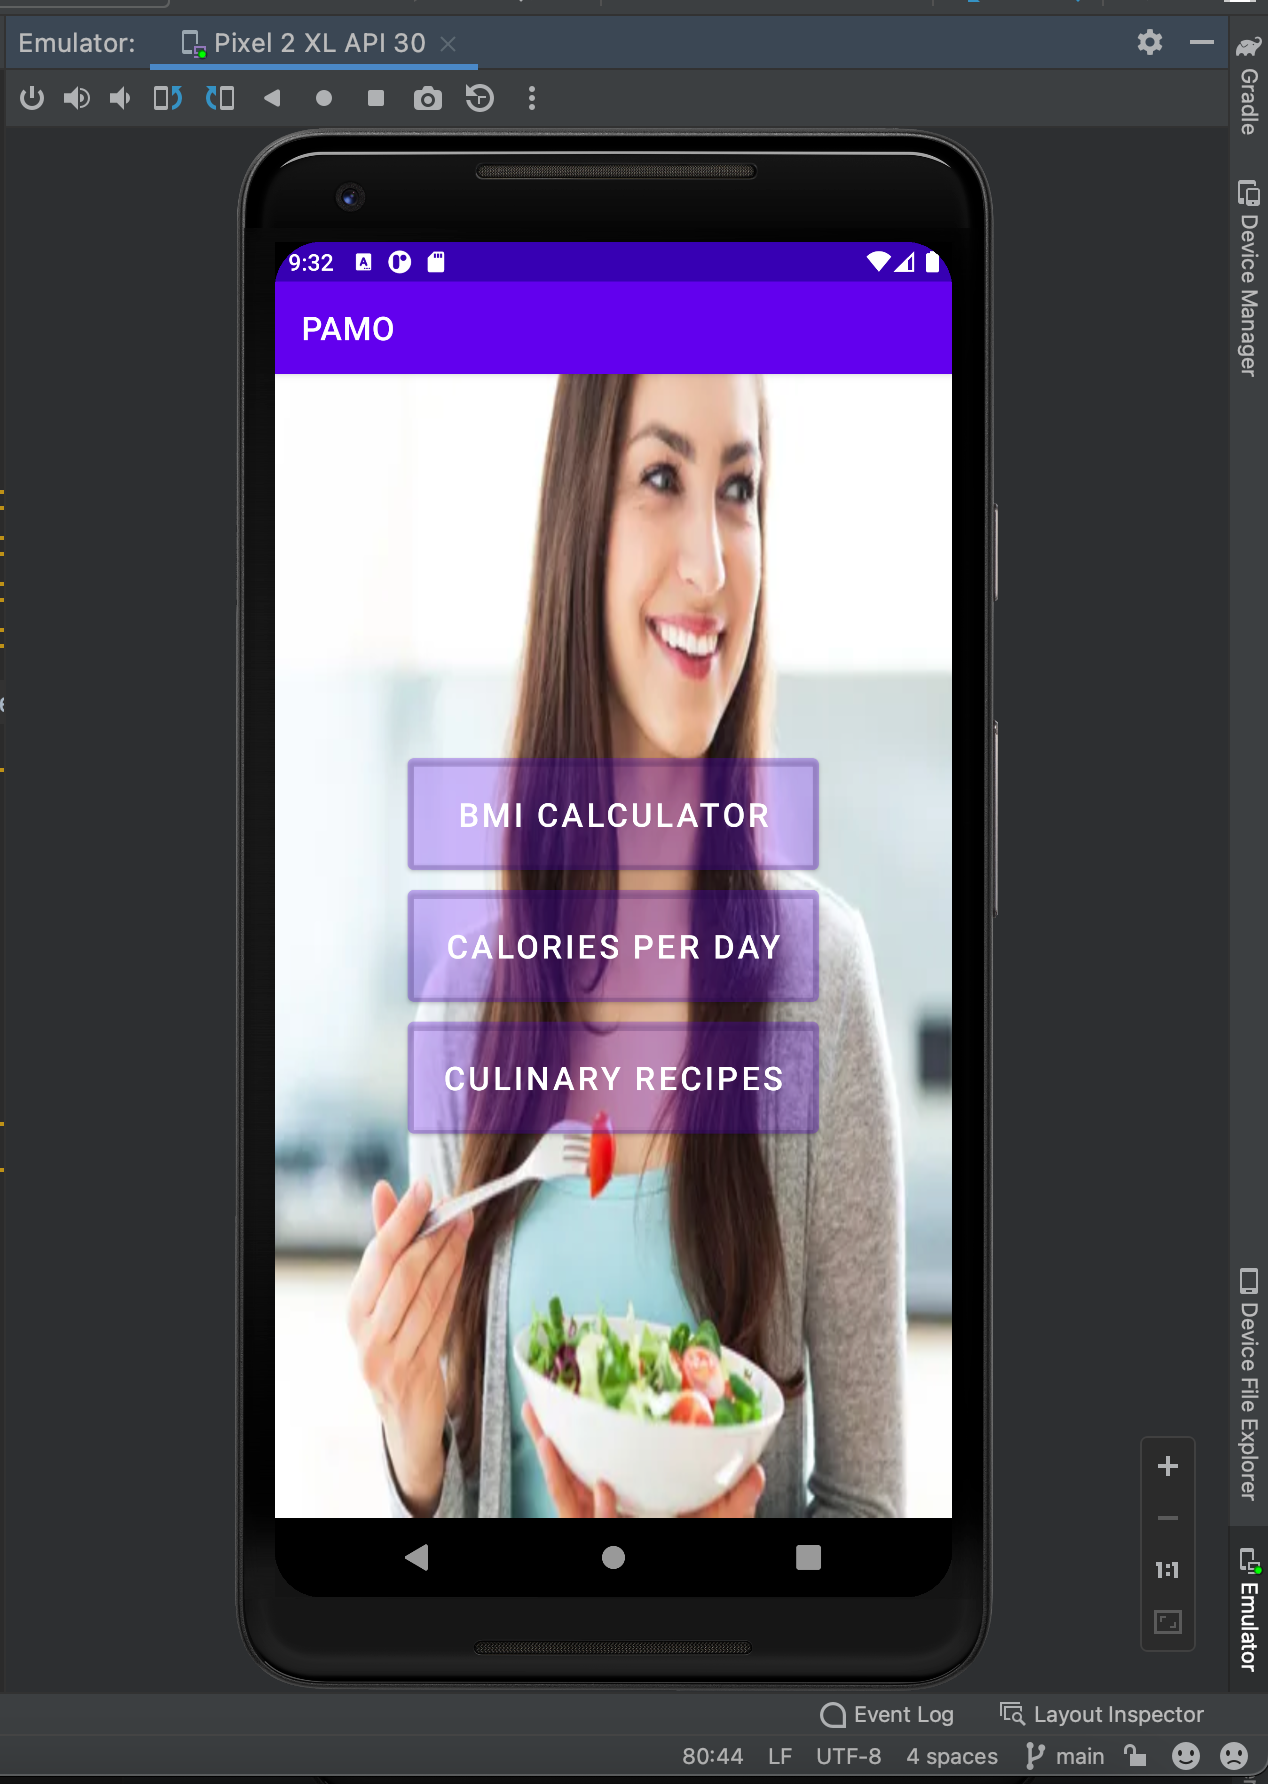 Emulator:
Pixel 2 XL API 30
Gradle
Device Manager
9:32
PAMO
BMI CALCULATOR
CALORIES PER DAY
CULINARY RECIPES
Device File Explorer
1:1
Emulator
Event Log
Layout Inspector
80:44
LF
UTF-8
4 spaces
main